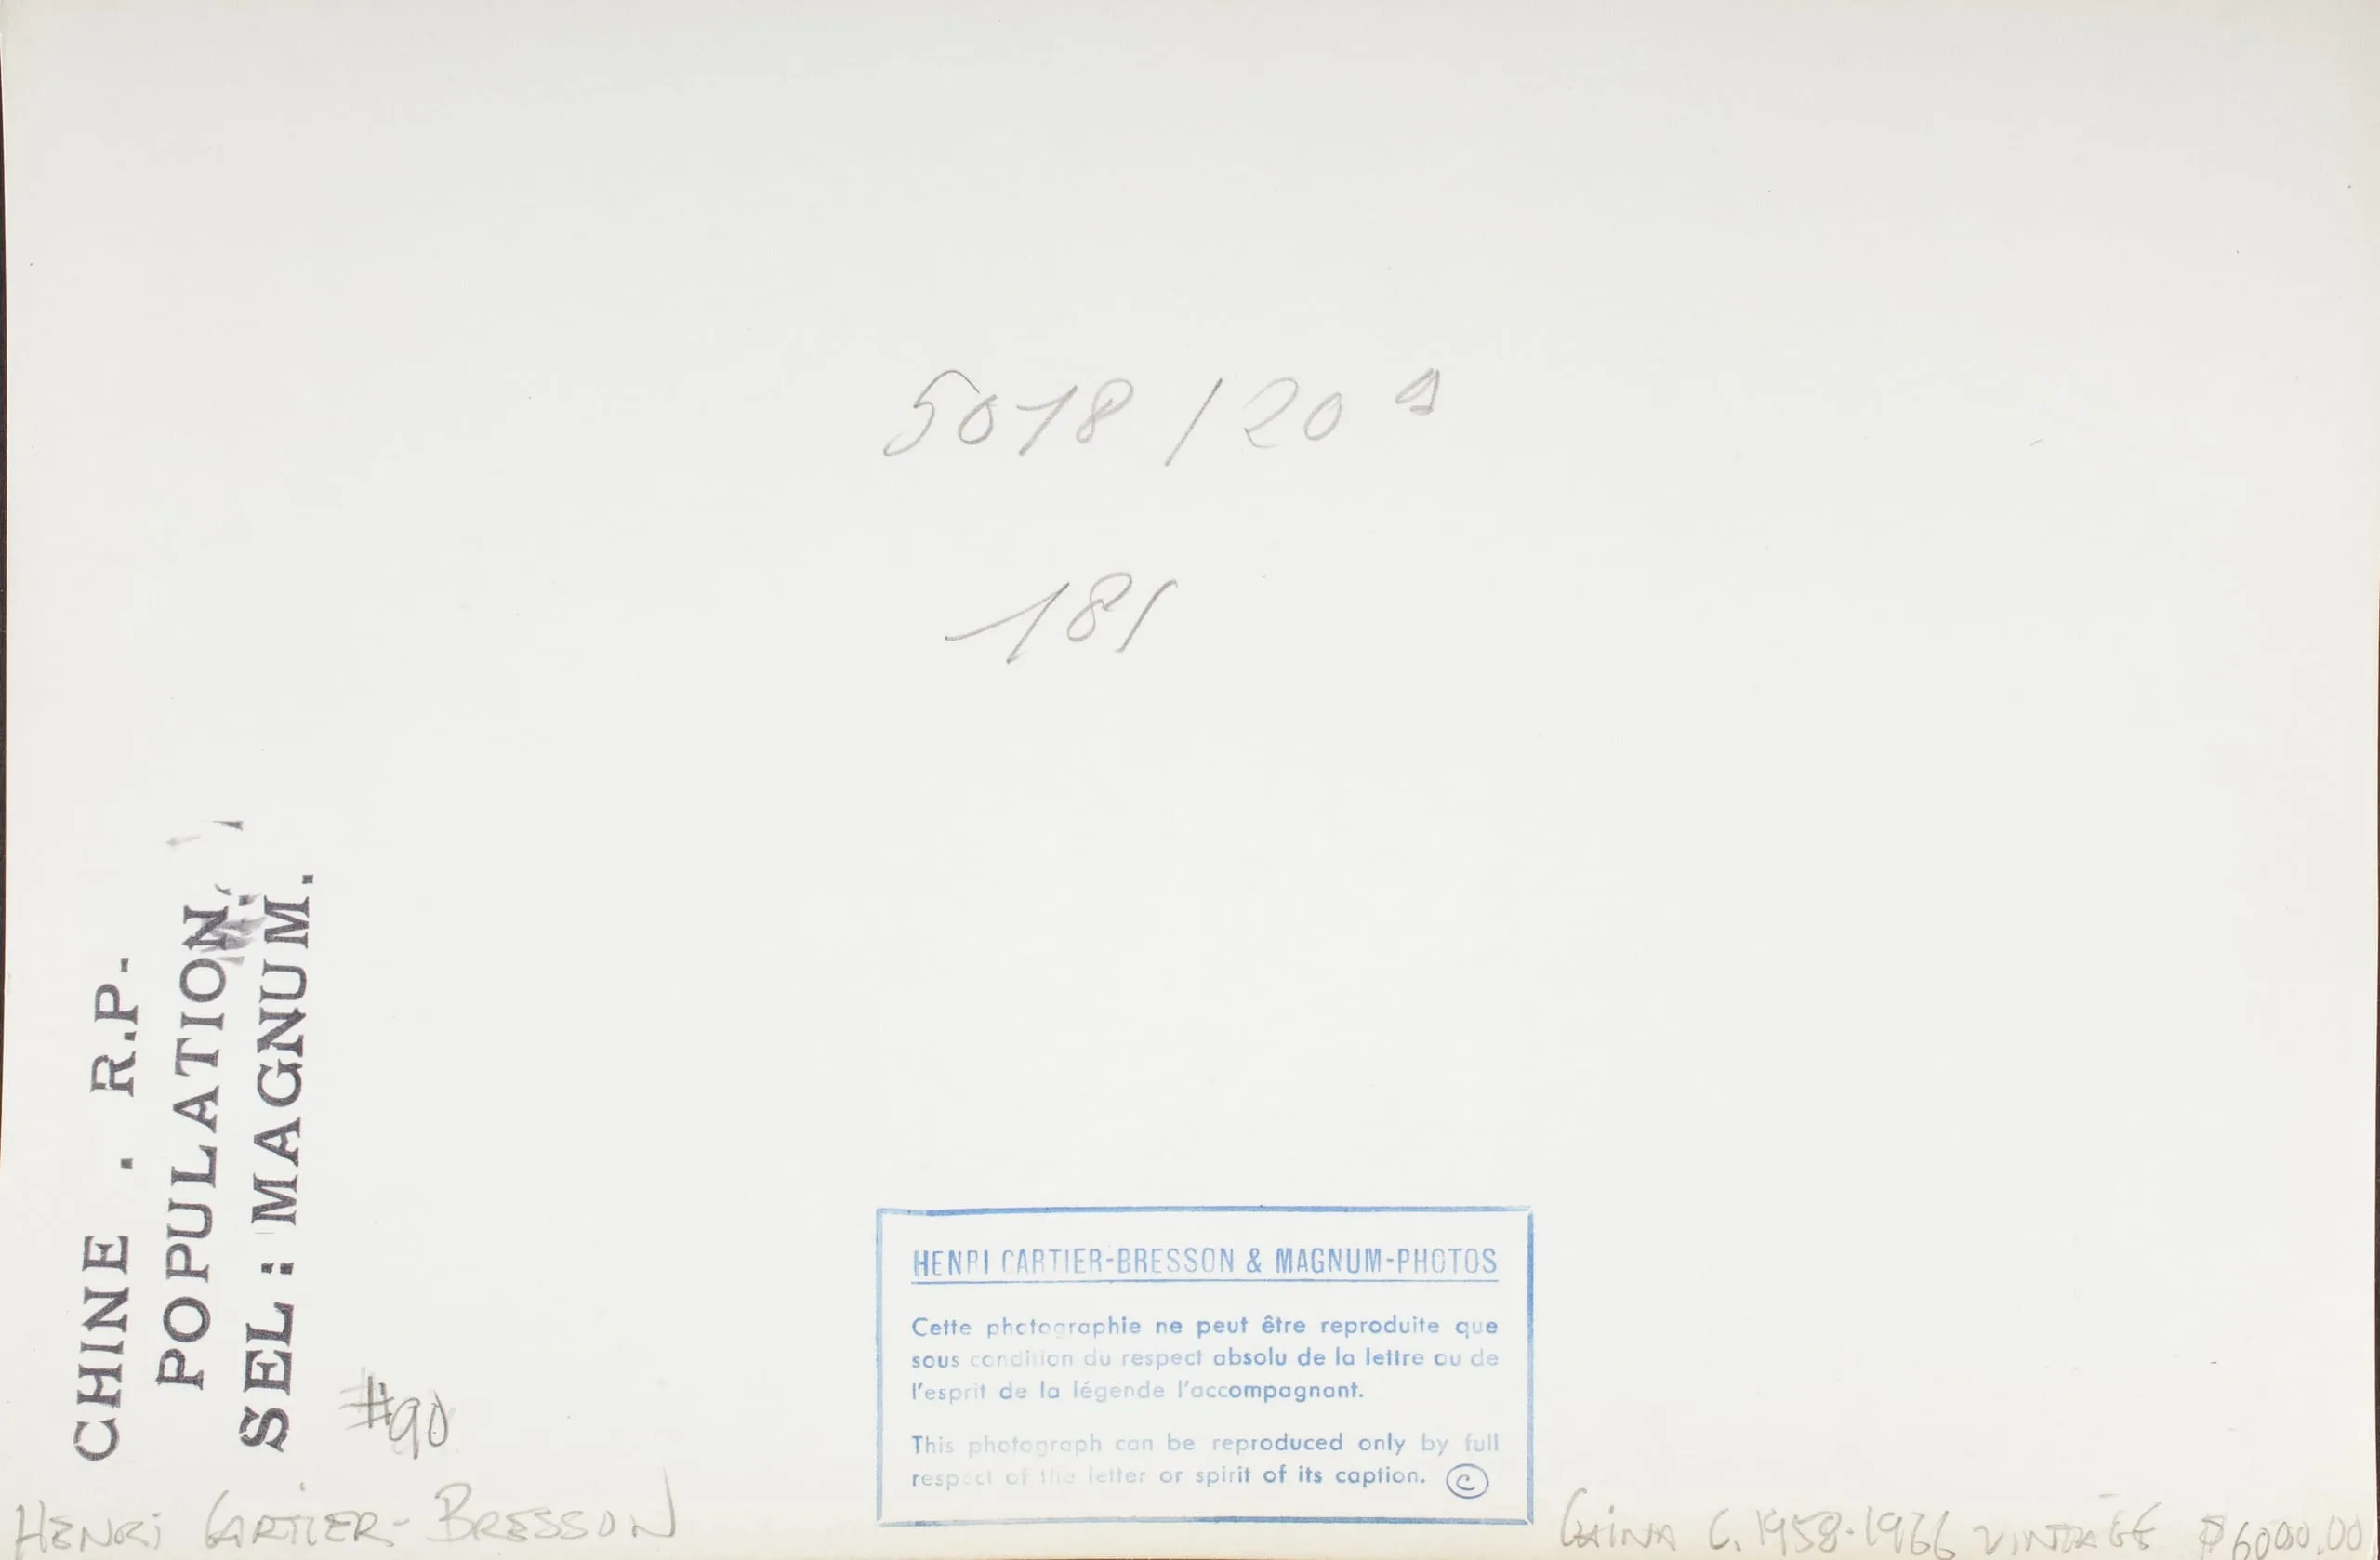 5018 / 20 a
181
CHINE . R.P.
POPULATION
SEL : MAGNUM.
#90
HENRI CARTIER-BRESSON & MAGNUM-PHOTOS
Cette photographie ne peut être reproduite que
sous condition du respect absolu de la lettre ou de
l'esprit de la légende l'accompagnant.
This photograph can be reproduced only by full
respect of the letter or spirit of its caption. ©
HENRI CARTIER-BRESSON
CHINA C. 1958-1966 VINTAGE $6000.00